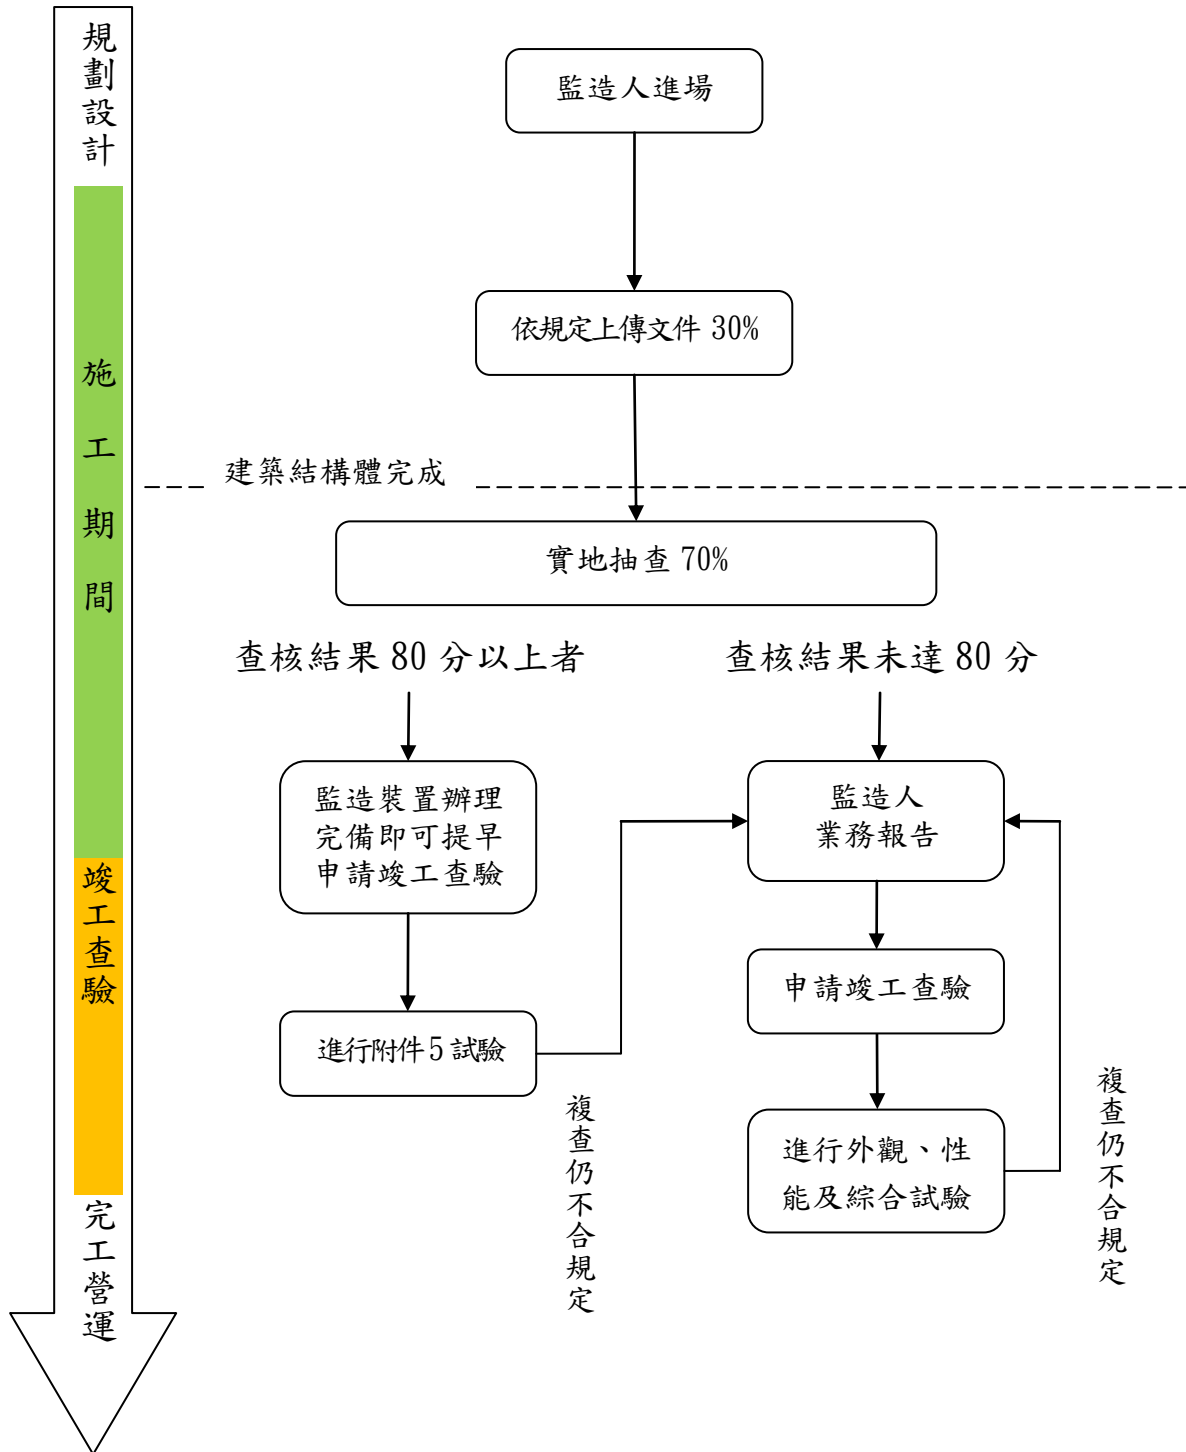 規劃設計
施工期間
竣工查驗
完工營運
監造人進場
依規定上傳文件 30%
建築結構體完成
實地抽查 70%
查核結果 80 分以上者
查核結果未達 80 分
監造裝置辦理
完備即可提早
申請竣工查驗
進行附件 5 試驗
複查仍不合規定
監造人
業務報告
申請竣工查驗
進行外觀、性
能及綜合試驗
複查仍不合規定